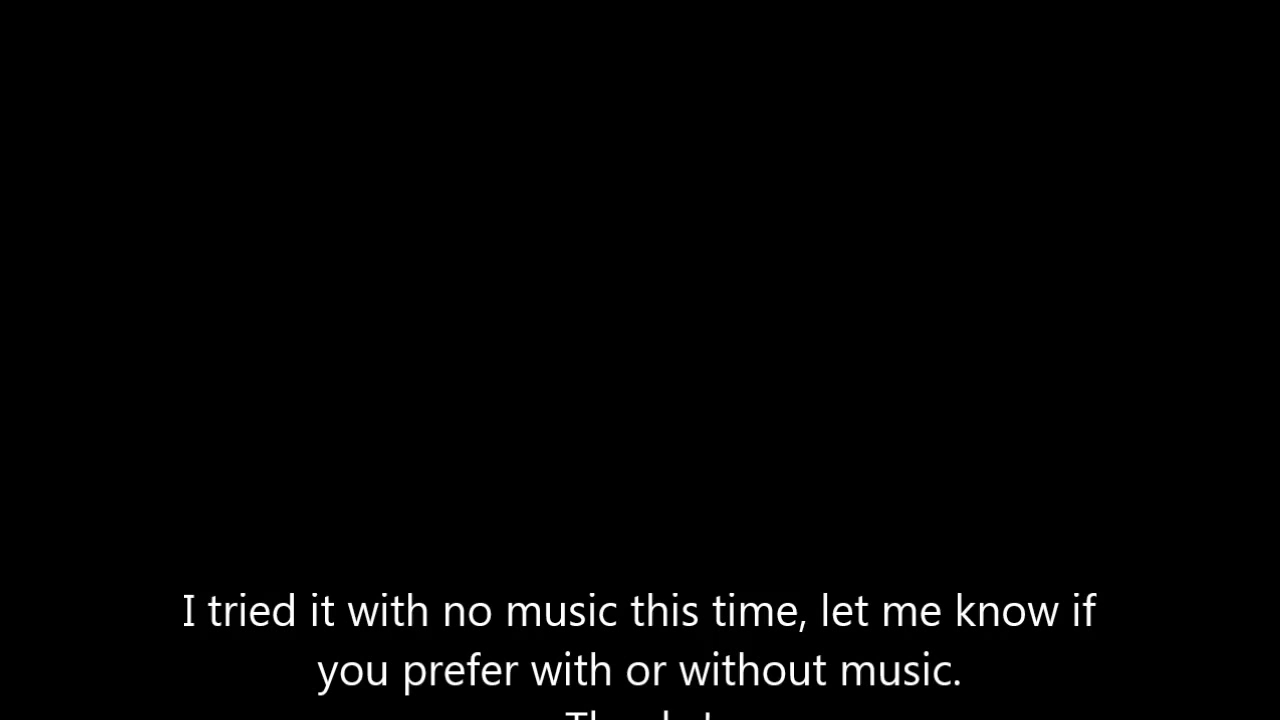 I tried it with no music this time, let me know if
you prefer with or without music.